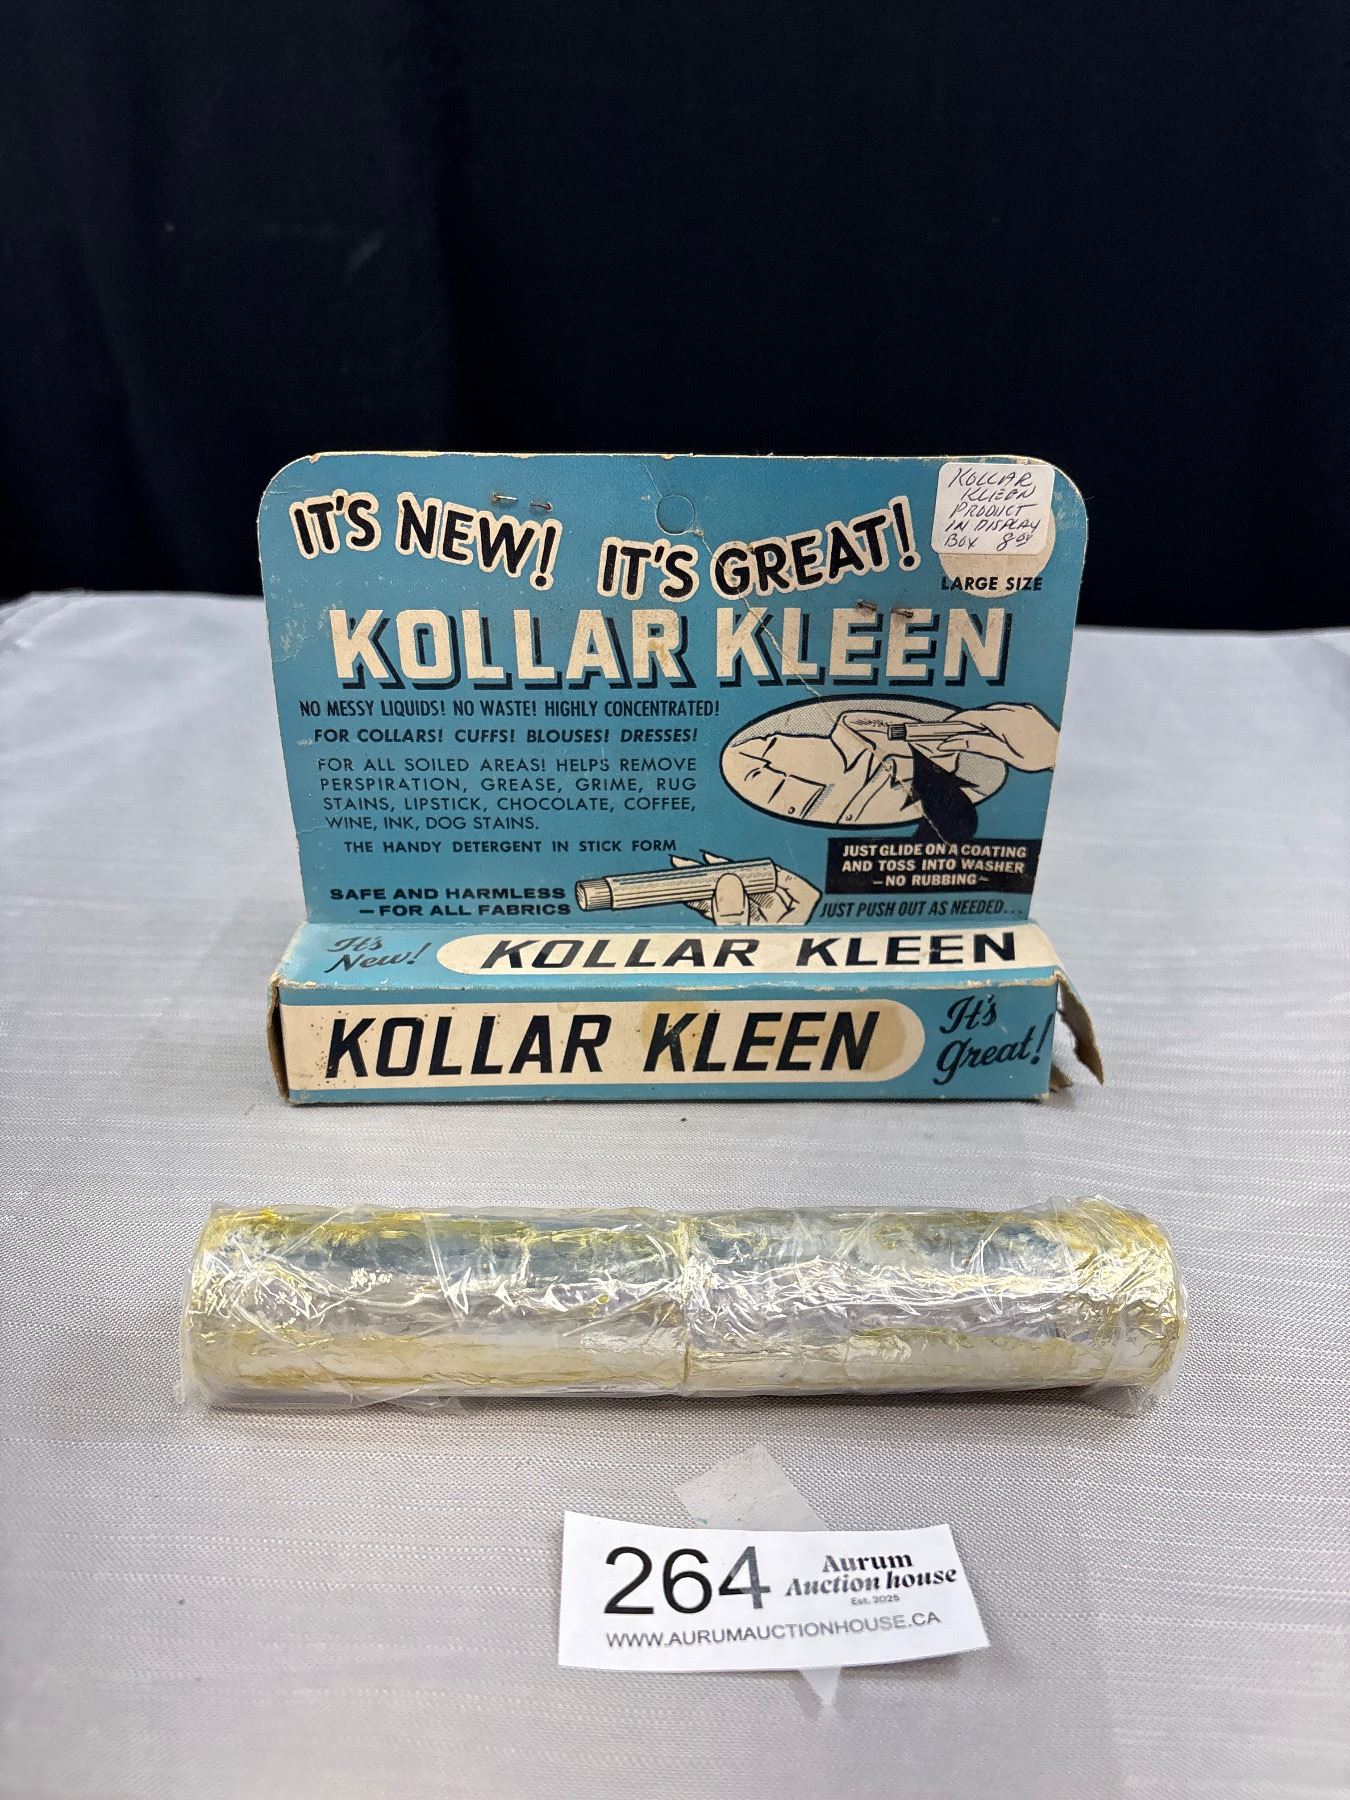 IT'S NEW! IT'S GREAT!
KOLLAR
KLEEN
PRODUCT
IN DISPLAY
BOX 8.00
LARGE SIZE
KOLLAR KLEEN
NO MESSY LIQUIDS! NO WASTE! HIGHLY CONCENTRATED!
FOR COLLARS! CUFFS! BLOUSES! DRESSES!
FOR ALL SOILED AREAS! HELPS REMOVE
PERSPIRATION, GREASE, GRIME, RUG
STAINS, LIPSTICK, CHOCOLATE, COFFEE,
WINE, INK, DOG STAINS.
THE HANDY DETERGENT IN STICK FORM
SAFE AND HARMLESS
—FOR ALL FABRICS
JUST GLIDE ON A COATING
AND TOSS INTO WASHER
—NO RUBBING—
JUST PUSH OUT AS NEEDED...
It's
New!
KOLLAR KLEEN
KOLLAR KLEEN
It's
Great!
264
Aurum
Auction house
Est. 2025
WWW.AURUMAUCTIONHOUSE.CA